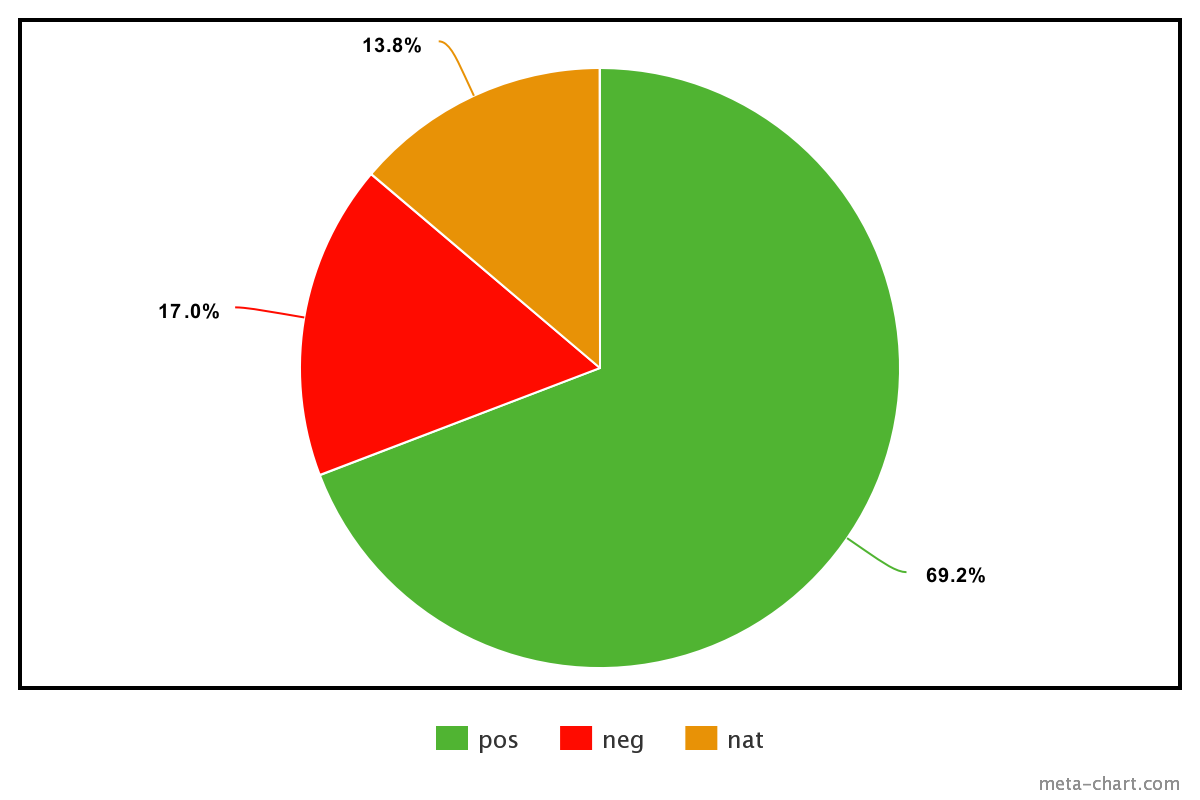 13.8%
17.0%
69.2%
pos neg nat
meta-chart.com